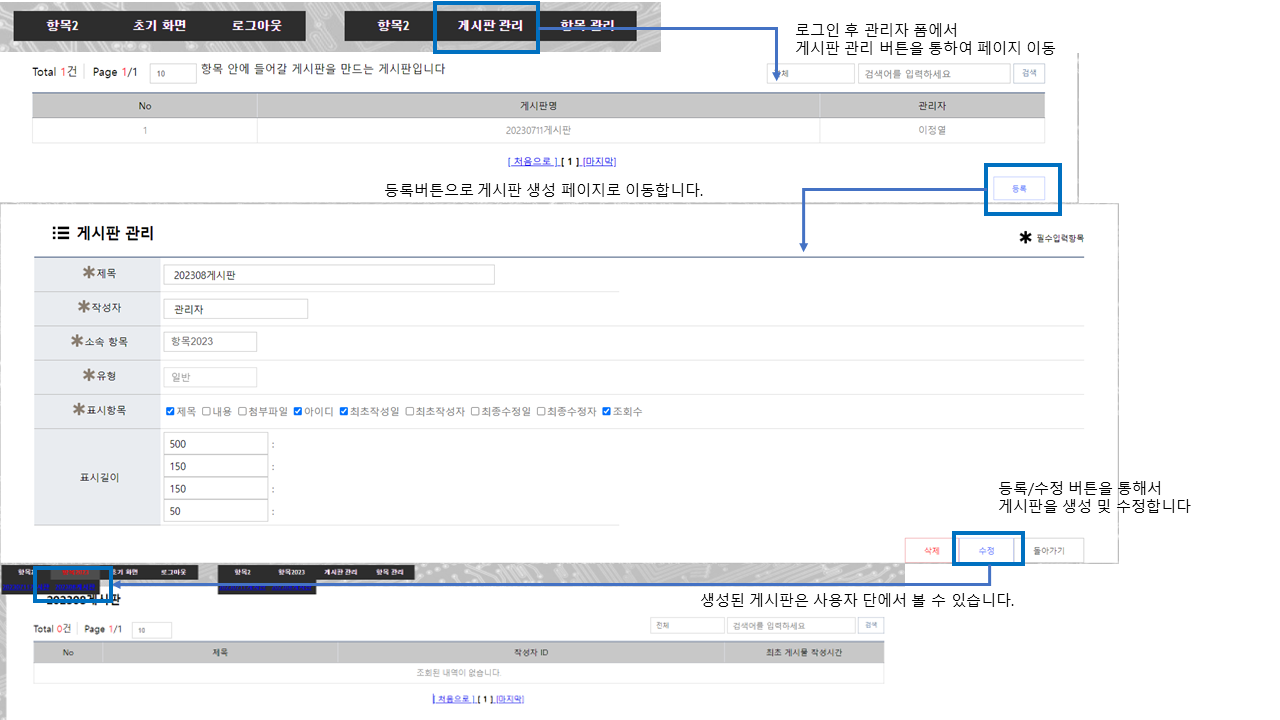 항목2 초기 화면 로그아웃 항목2 게시판 관리 항목 관리
로그인 후 관리자 폼에서
게시판 관리 버튼을 통하여 페이지 이동
Total 1건 Page 1/1 10 항목 안에 들어갈 게시판을 만드는 게시판입니다
검색어를 입력하세요 검색
No 게시판명 관리자
1 20230711게시판 이정열
[ 처음으로 ] [ 1 ] [마지막]
등록버튼으로 게시판 생성 페이지로 이동합니다.
등록
게시판 관리
✱ 필수입력항목
✱제목 202308게시판
✱작성자 관리자
✱소속 항목 항목2023
✱유형 일반
✱표시항목 제목 내용 첨부파일 아이디 최초작성일 최초작성자 최종수정일 최종수정자 조회수
표시길이
500 :
150 :
150 :
50 :
등록/수정 버튼을 통해서
게시판을 생성 및 수정합니다
삭제 수정 돌아가기
초기 화면 로그아웃 항목2 항목2023 게시판 관리 항목 관리
생성된 게시판은 사용자 단에서 볼 수 있습니다.
202308게시판
Total 0건 Page 1/1 10 전체 검색어를 입력하세요 검색
No 제목 작성자 ID 최초 게시물 작성시간
조회된 내역이 없습니다.
[ 처음으로 ] [ 1 ] [마지막]